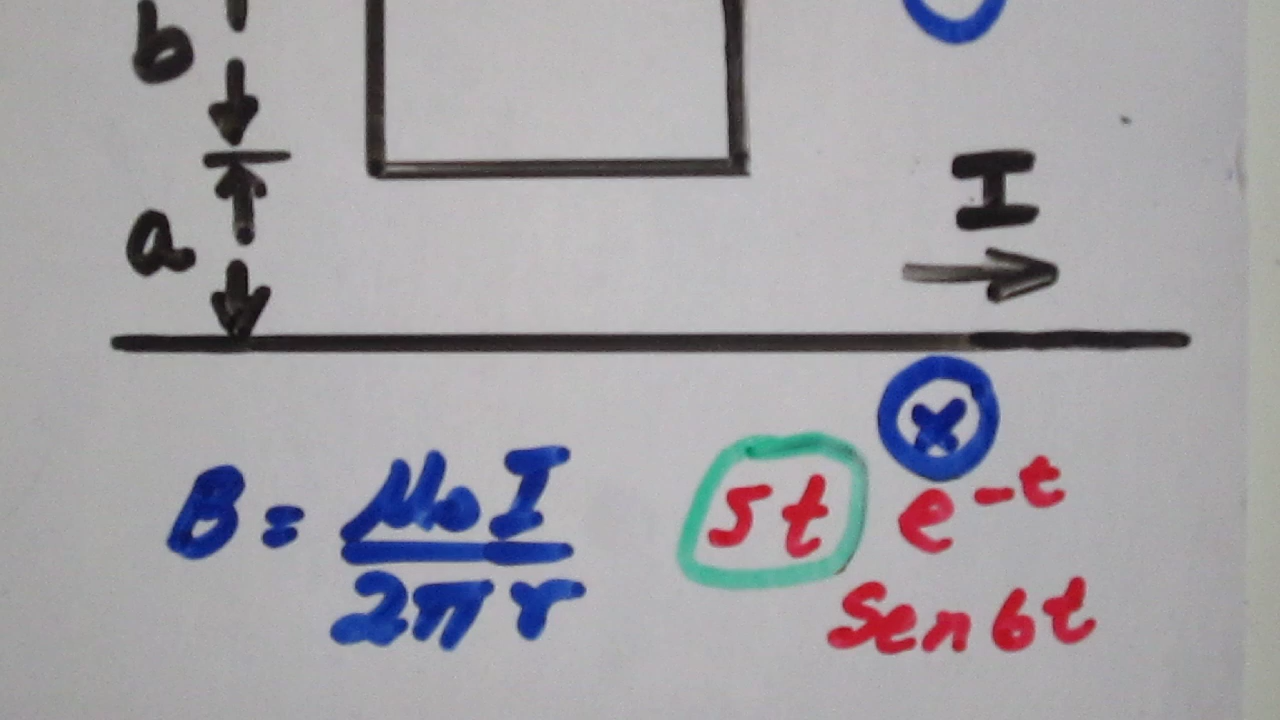 b
a
I
B = μ₀I / 2πr
5t e^-t
Sen 6t